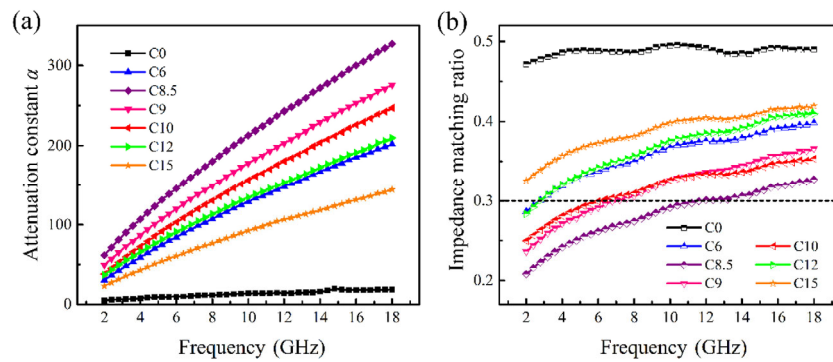 (a)
Attenuation constant α
300
200
100
0
C0
C6
C8.5
C9
C10
C12
C15
2 4 6 8 10 12 14 16 18
Frequency (GHz)
(b)
Impedance matching ratio
0.5
0.4
0.3
0.2
C0
C6
C8.5
C9
C10
C12
C15
2 4 6 8 10 12 14 16 18
Frequency (GHz)